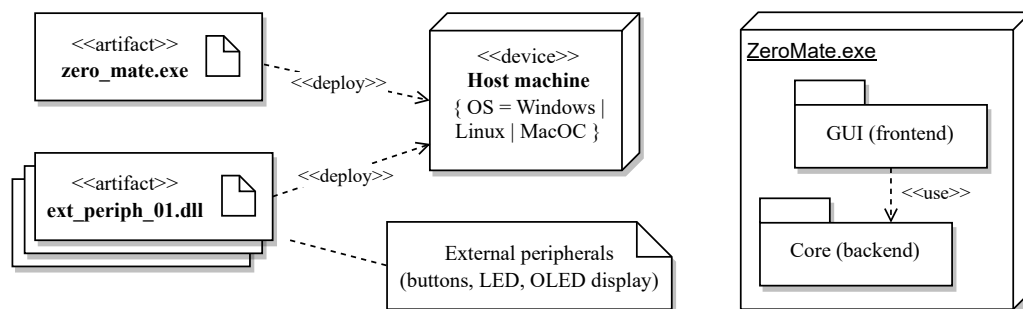 <<artifact>>
zero_mate.exe
<<deploy>>
<<device>>
Host machine
{ OS = Windows |
Linux | MacOC }
<<artifact>>
ext_periph_01.dll
<<deploy>>
External peripherals
(buttons, LED, OLED display)
ZeroMate.exe
GUI (frontend)
<<use>>
Core (backend)